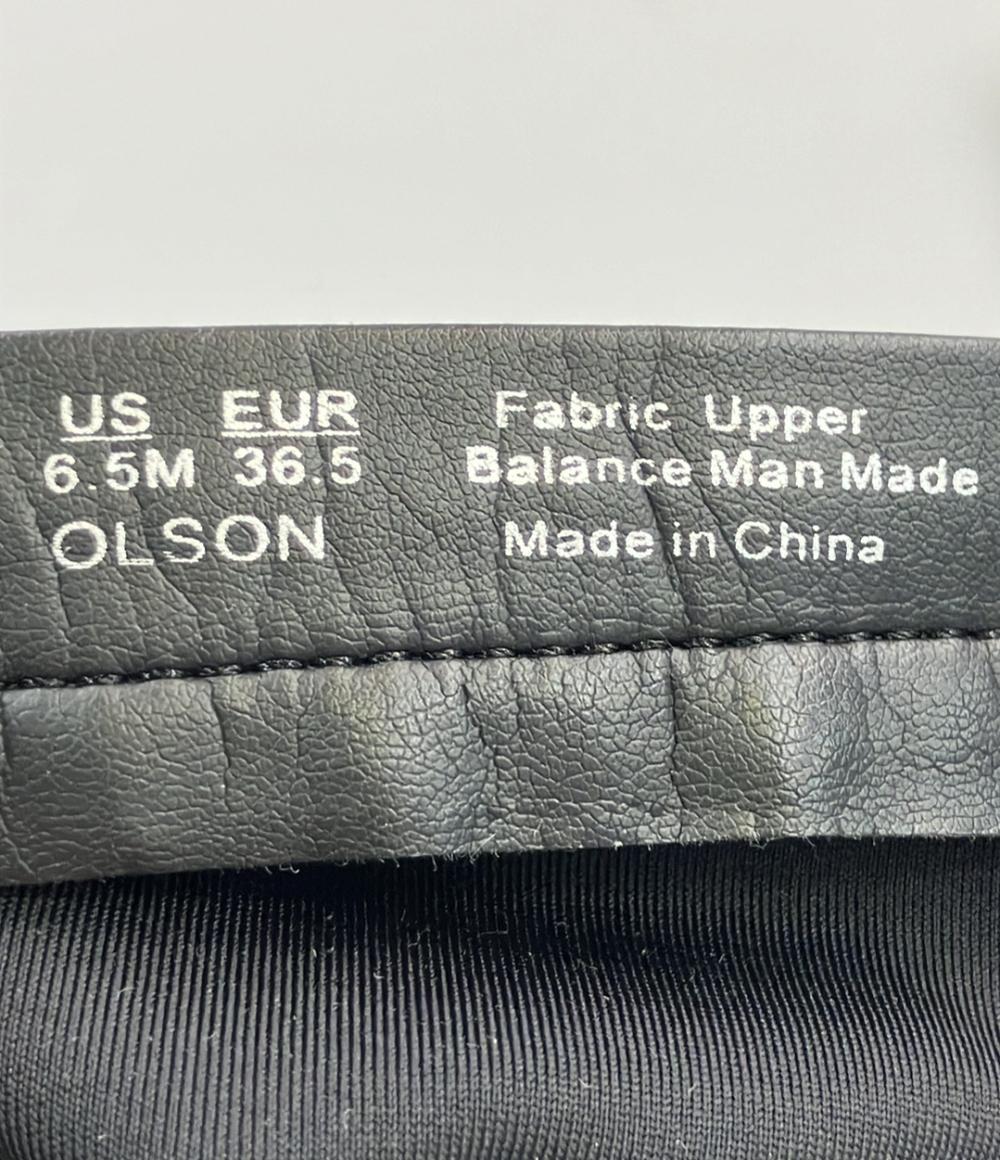 US EUR
6.5M 36.5
OLSON
Fabric Upper
Balance Man Made
Made in China